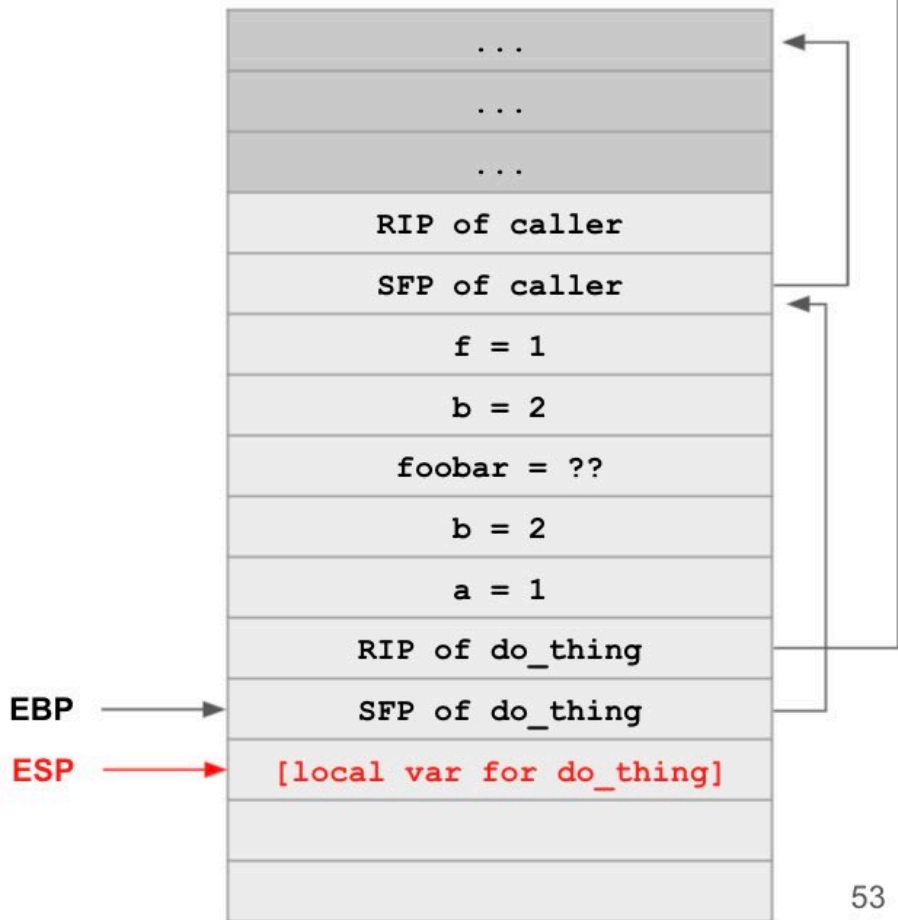 ...
...
...
RIP of caller
SFP of caller
f = 1
b = 2
foobar = ??
b = 2
a = 1
RIP of do_thing
EBP
SFP of do_thing
ESP
[local var for do_thing]
53